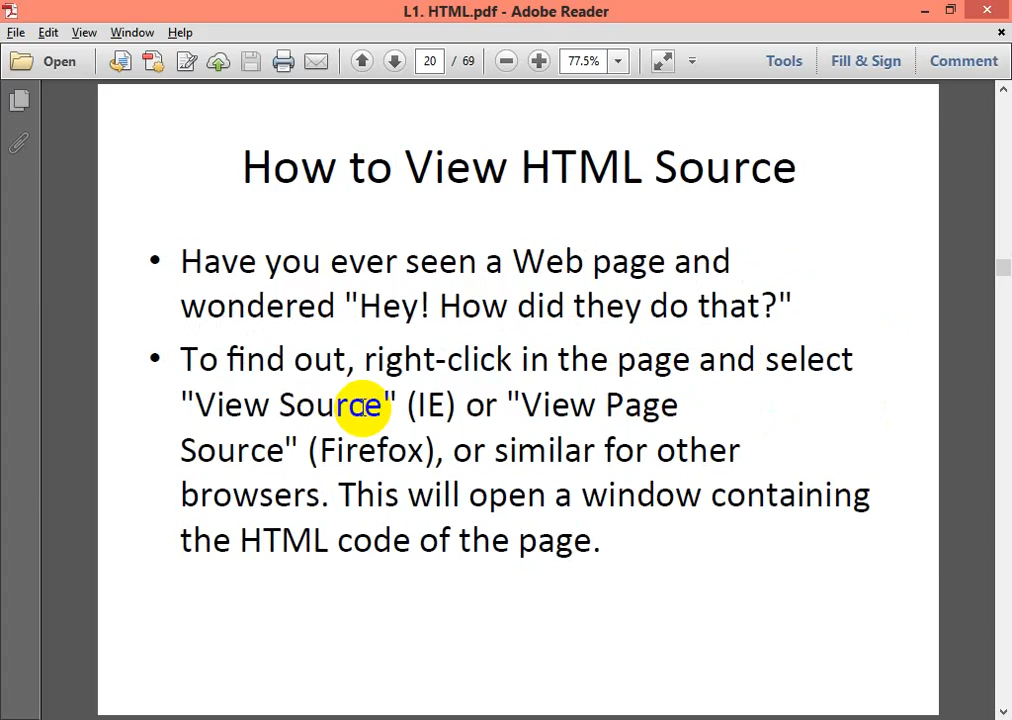 L1. HTML.pdf - Adobe Reader
File Edit View Window Help
Open 20 / 69 77.5% Tools Fill & Sign Comment
How to View HTML Source
• Have you ever seen a Web page and
wondered "Hey! How did they do that?"
• To find out, right-click in the page and select
"View Source" (IE) or "View Page
Source" (Firefox), or similar for other
browsers. This will open a window containing
the HTML code of the page.